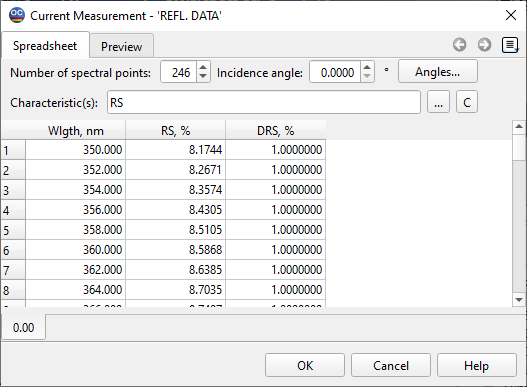 OC Current Measurement - 'REFL. DATA'
Spreadsheet Preview
Number of spectral points: 246 Incidence angle: 0.0000 ° Angles...
Characteristic(s): RS ... C
Wlgth, nm RS, % DRS, %
1 350.000 8.1744 1.0000000
2 352.000 8.2671 1.0000000
3 354.000 8.3574 1.0000000
4 356.000 8.4305 1.0000000
5 358.000 8.5105 1.0000000
6 360.000 8.5868 1.0000000
7 362.000 8.6385 1.0000000
8 364.000 8.7035 1.0000000
0.00
OK Cancel Help